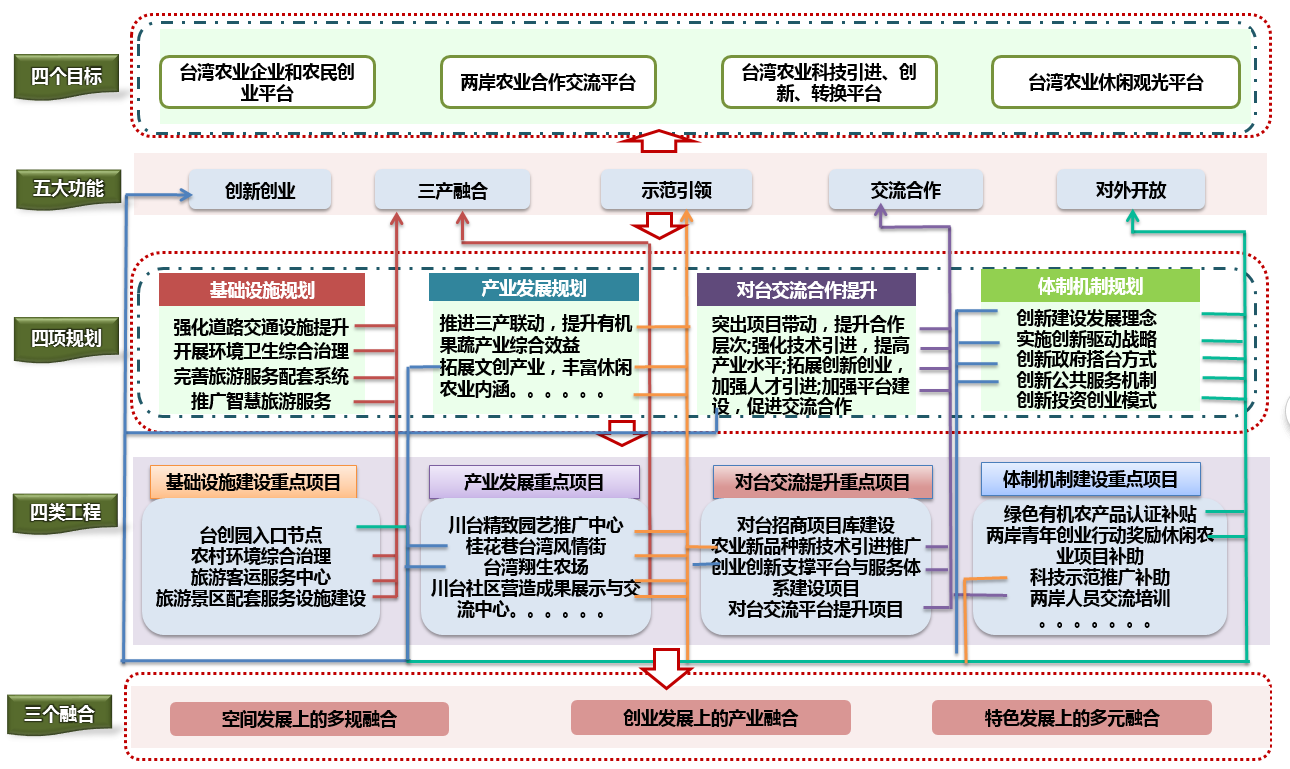 四个目标
台湾农业企业和农民创
业平台
两岸农业合作交流平台
台湾农业科技引进、创
新、转换平台
台湾农业休闲观光平台
五大功能
创新创业
三产融合
示范引领
交流合作
对外开放
四项规划
基础设施规划
强化道路交通设施提升
开展环境卫生综合治理
完善旅游服务配套系统
推广智慧旅游服务
产业发展规划
推进三产联动，提升有机
果蔬产业综合效益
拓展文创产业，丰富休闲
农业内涵。。。。。。
对台交流合作提升
突出项目带动，提升合作
层次;强化技术引进，提高
产业水平;拓展创新创业，
加强人才引进;加强平台建
设，促进交流合作
体制机制规划
创新建设发展理念
实施创新驱动战略
创新政府搭台方式
创新公共服务机制
创新投资创业模式
四类工程
基础设施建设重点项目
台创园入口节点
农村环境综合治理
旅游客运服务中心
旅游景区配套服务设施建设
产业发展重点项目
川台精致园艺推广中心
桂花巷台湾风情街
台湾翔生农场
川台社区营造成果展示与交
流中心。。。。。。
对台交流提升重点项目
对台招商项目库建设
农业新品种新技术引进推广
创业创新支撑平台与服务体
系建设项目
对台交流平台提升项目
体制机制建设重点项目
绿色有机农产品认证补贴
两岸青年创业行动奖励休闲农
业项目补助
科技示范推广补助
两岸人员交流培训
。。。。。。。
三个融合
空间发展上的多规融合
创业发展上的产业融合
特色发展上的多元融合